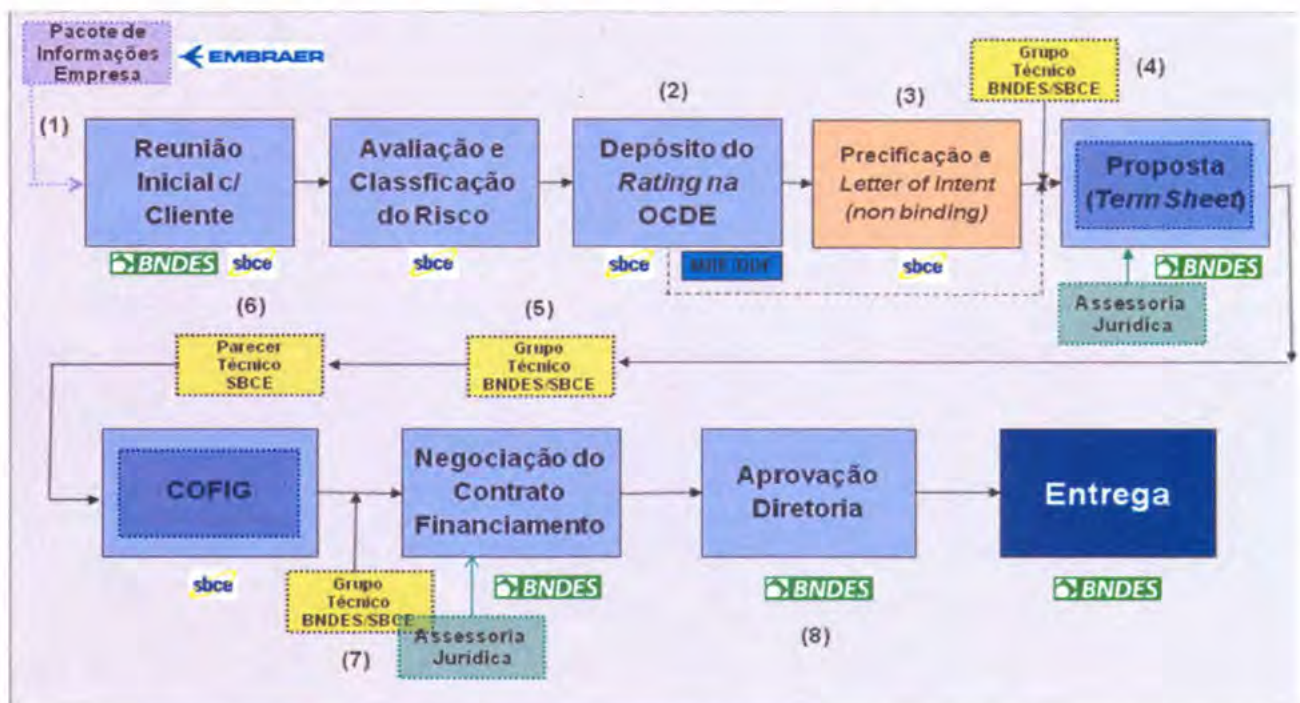 Pacote de
Informações
Empresa
EMBRAER
(1)
Reunião
Inicial c/
Cliente
BNDES
sbce
Avaliação e
Classficação
do Risco
sbce
(2)
Depósito do
Rating na
OCDE
sbce
(3)
Precificação e
Letter of Intent
(non binding)
sbce
Grupo
Técnico
BNDES/SBCE
(4)
Proposta
(Term Sheet)
BNDES
Assessoria
Jurídica
(6)
Parecer
Técnico
SBCE
(5)
Grupo
Técnico
BNDES/SBCE
COFIG
sbce
Grupo
Técnico
BNDES/SBCE
(7)
Negociação do
Contrato
Financiamento
BNDES
Assessoria
Jurídica
Aprovação
Diretoria
BNDES
(8)
Entrega
BNDES